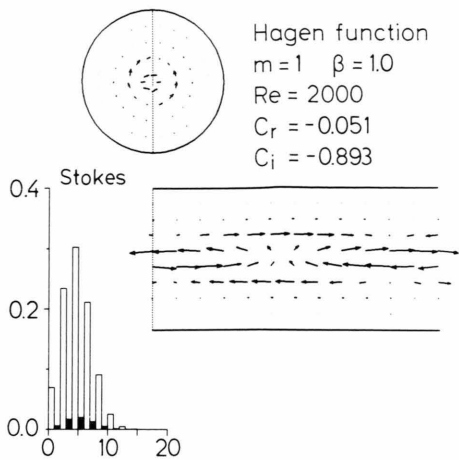 Hagen function
m = 1 β = 1.0
Re = 2000
Cᵣ = -0.051
Cᵢ = -0.893
Stokes
0.4
0.2
0.0
0 10 20